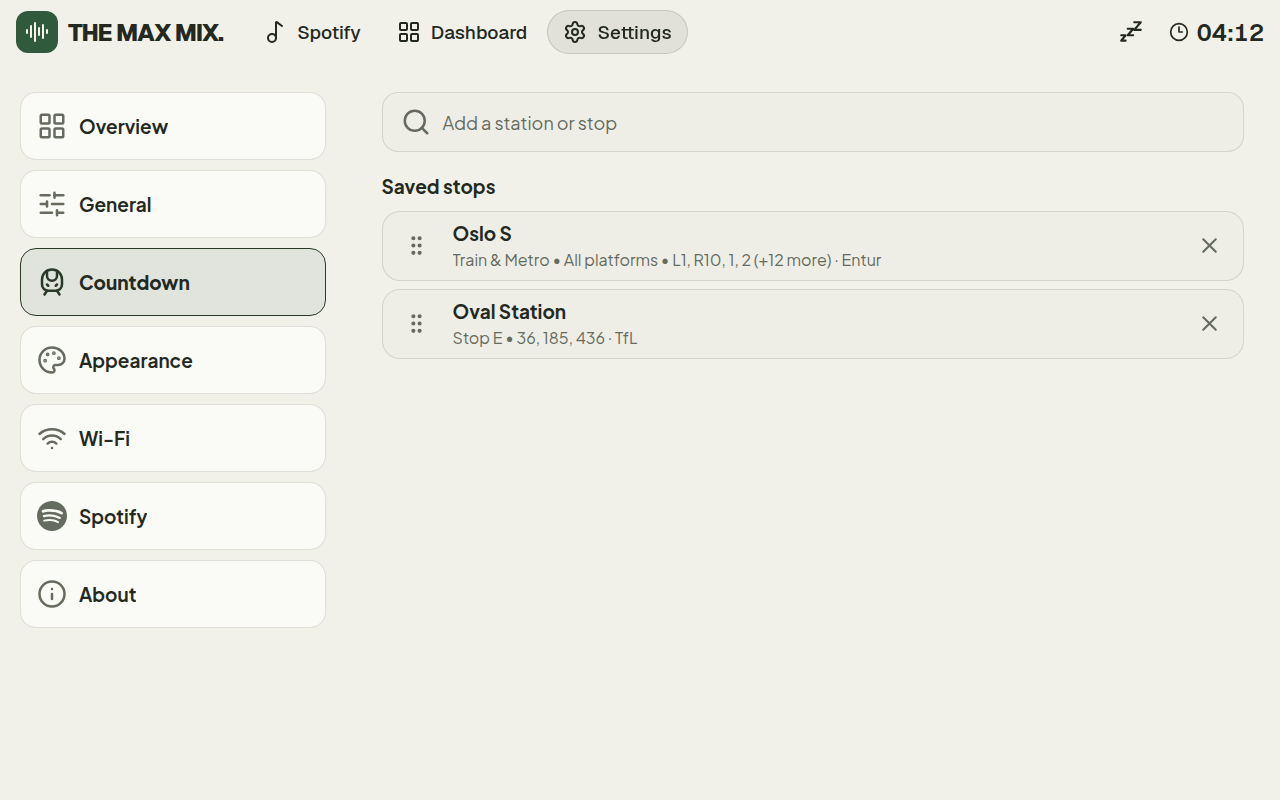 THE MAX MIX.
Spotify
Dashboard
Settings
04:12
Overview
General
Countdown
Appearance
Wi-Fi
Spotify
About
Add a station or stop
Saved stops
Oslo S
Train & Metro • All platforms • L1, R10, 1, 2 (+12 more) · Entur
Oval Station
Stop E • 36, 185, 436 · TfL